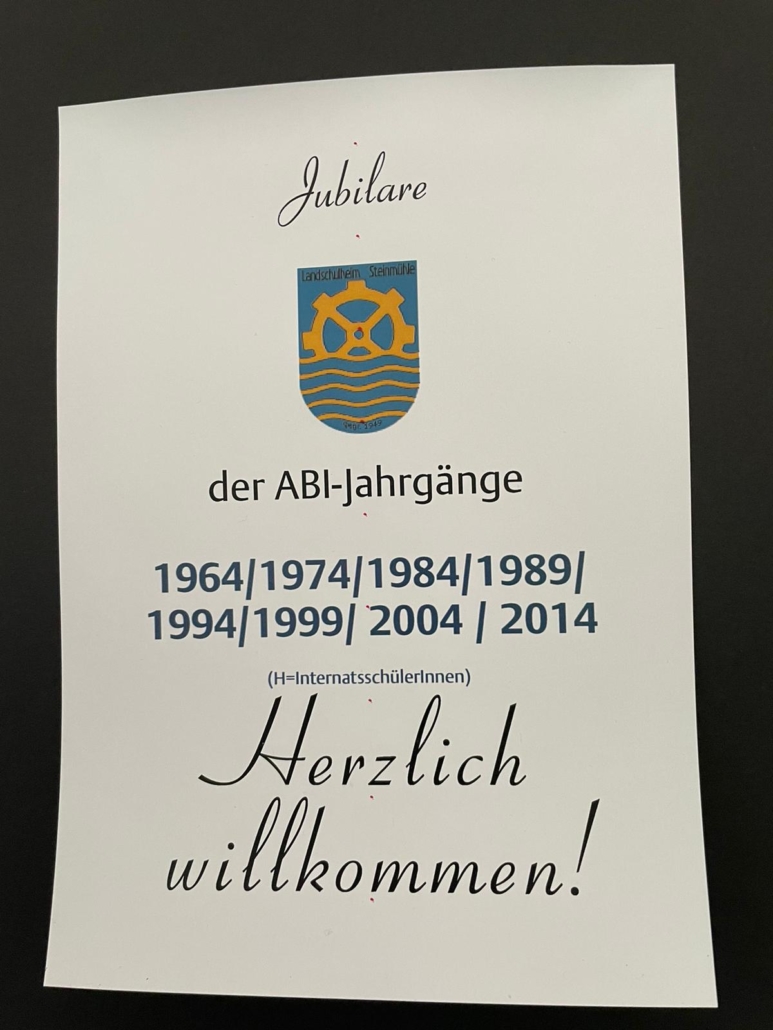 Jubilare
Landschulheim Steinmühle
der ABI-Jahrgänge
1964/1974/1984/1989/
1994/1999/ 2004 / 2014
(H=InternatsschülerInnen)
Herzlich
willkommen!